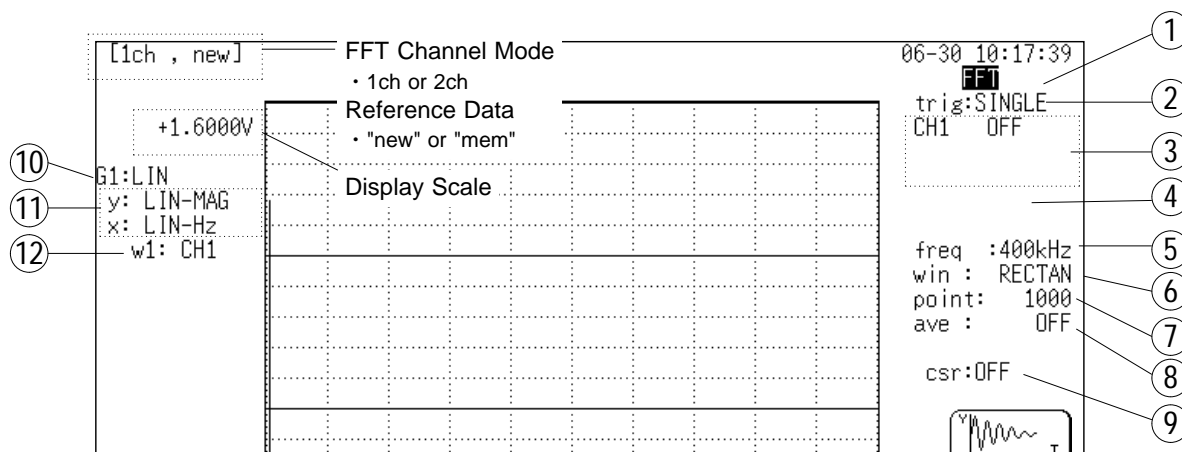 [1ch , new]
FFT Channel Mode
・1ch or 2ch
Reference Data
・"new" or "mem"
Display Scale
+1.6000V
G1:LIN
y: LIN-MAG
x: LIN-Hz
w1: CH1
10
11
12
06-30 10:17:39
FFT
trig:SINGLE
CH1 OFF
freq :400kHz
win : RECTAN
point: 1000
ave : OFF
csr:OFF
Y
T
1
2
3
4
5
6
7
8
9